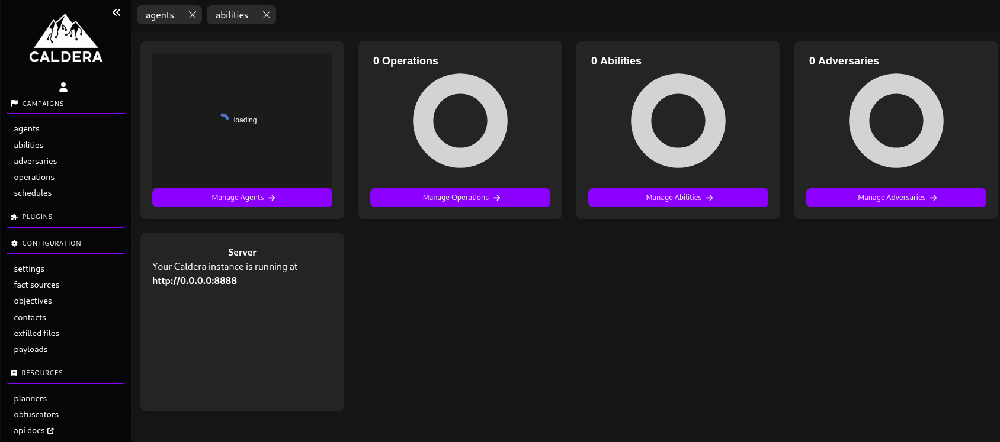 CALDERA
CAMPAIGNS
agents
abilities
adversaries
operations
schedules
PLUGINS
CONFIGURATION
settings
fact sources
objectives
contacts
exfilled files
payloads
RESOURCES
planners
obfuscators
api docs
agents
abilities
loading
Manage Agents
0 Operations
Manage Operations
0 Abilities
Manage Abilities
0 Adversaries
Manage Adversaries
Server
Your Caldera instance is running at
http://0.0.0.0:8888